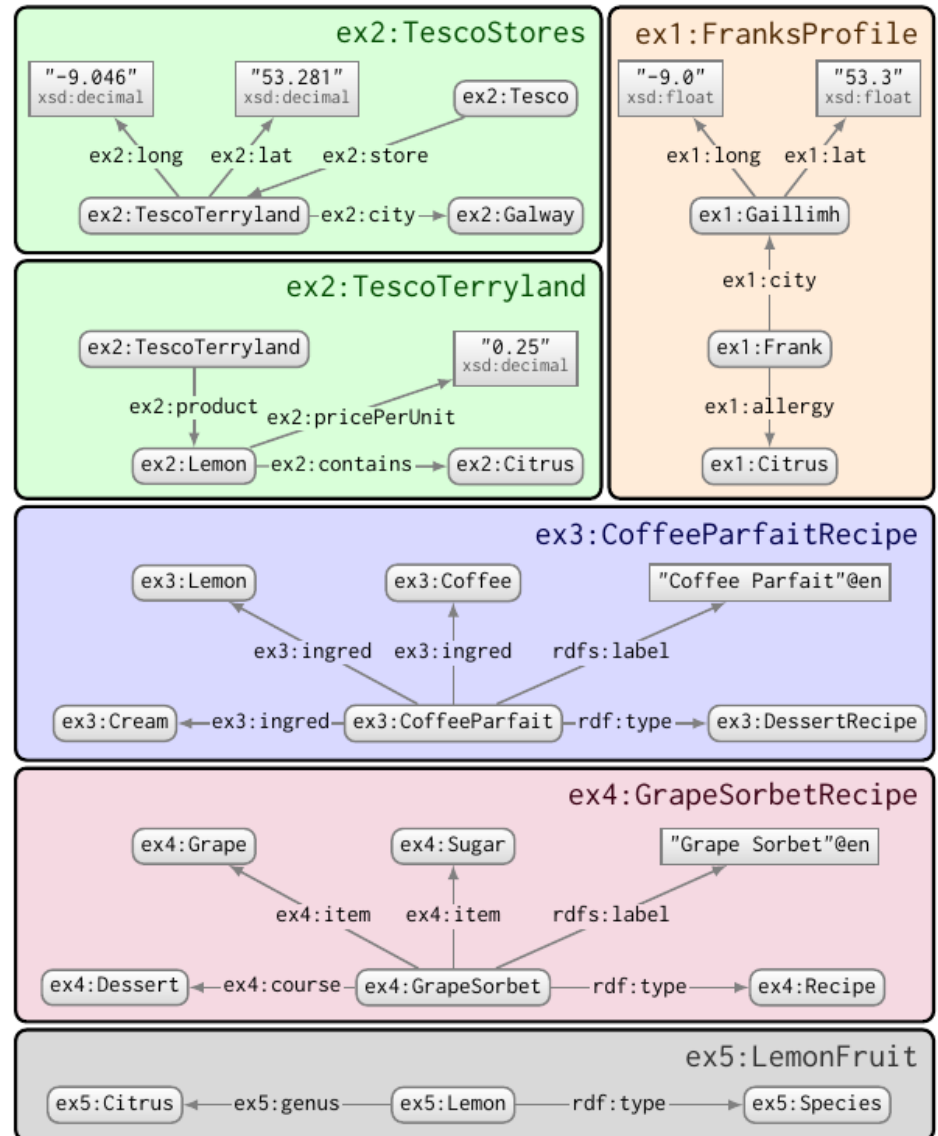 ex2:TescoStores
"-9.046"
xsd:decimal
"53.281"
xsd:decimal
ex2:Tesco
ex2:long
ex2:lat
ex2:store
ex2:TescoTerryland
ex2:city
ex2:Galway
ex1:FranksProfile
"-9.0"
xsd:float
"53.3"
xsd:float
ex1:long
ex1:lat
ex1:Gaillimh
ex1:city
ex1:Frank
ex1:allergy
ex1:Citrus
ex2:TescoTerryland
ex2:TescoTerryland
"0.25"
xsd:decimal
ex2:product
ex2:pricePerUnit
ex2:Lemon
ex2:contains
ex2:Citrus
ex3:CoffeeParfaitRecipe
ex3:Lemon
ex3:Coffee
"Coffee Parfait"@en
ex3:ingred
ex3:ingred
rdfs:label
ex3:Cream
ex3:ingred
ex3:CoffeeParfait
rdf:type
ex3:DessertRecipe
ex4:GrapeSorbetRecipe
ex4:Grape
ex4:Sugar
"Grape Sorbet"@en
ex4:item
ex4:item
rdfs:label
ex4:Dessert
ex4:course
ex4:GrapeSorbet
rdf:type
ex4:Recipe
ex5:LemonFruit
ex5:Citrus
ex5:genus
ex5:Lemon
rdf:type
ex5:Species